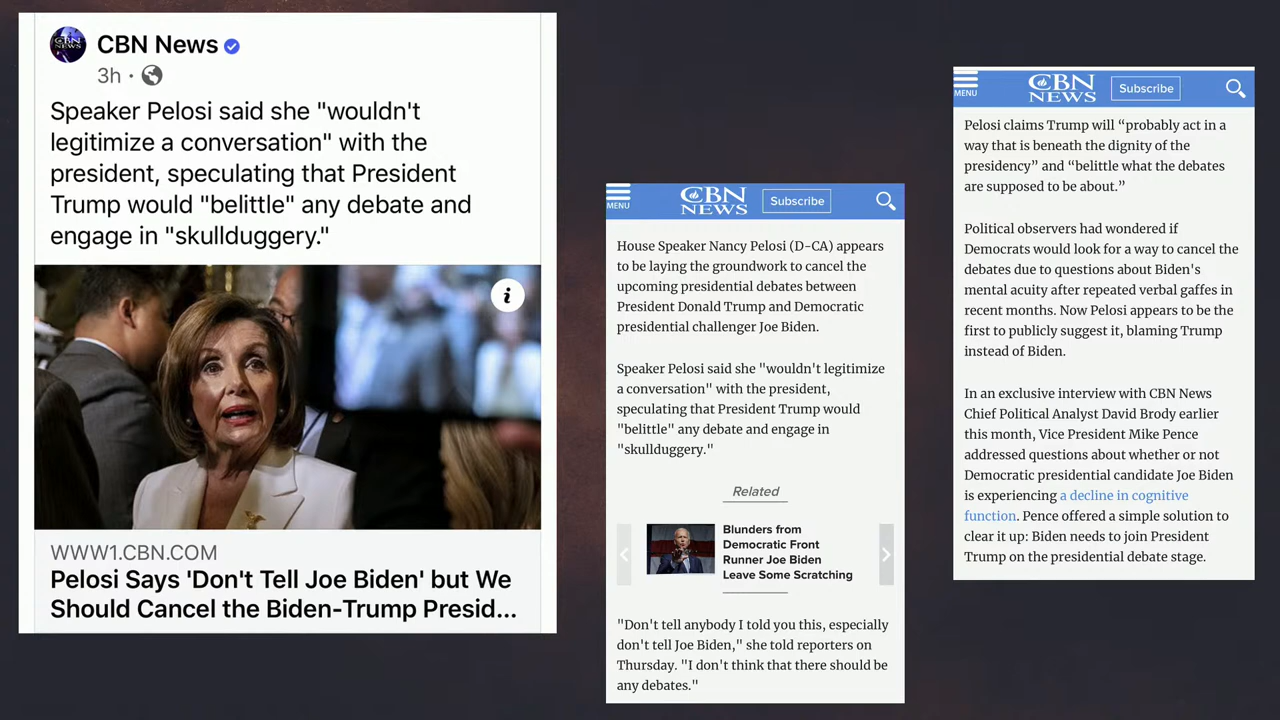 CBN News
3h ·
Speaker Pelosi said she "wouldn't
legitimize a conversation" with the
president, speculating that President
Trump would "belittle" any debate and
engage in "skullduggery."
i
WWW1.CBN.COM
Pelosi Says 'Don't Tell Joe Biden' but We
Should Cancel the Biden-Trump Presid...
MENU
CBN NEWS
Subscribe
House Speaker Nancy Pelosi (D-CA) appears
to be laying the groundwork to cancel the
upcoming presidential debates between
President Donald Trump and Democratic
presidential challenger Joe Biden.
Speaker Pelosi said she "wouldn't legitimize
a conversation" with the president,
speculating that President Trump would
"belittle" any debate and engage in
"skullduggery."
Related
Blunders from
Democratic Front
Runner Joe Biden
Leave Some Scratching
"Don't tell anybody I told you this, especially
don't tell Joe Biden," she told reporters on
Thursday. "I don't think that there should be
any debates."
MENU
CBN NEWS
Subscribe
Pelosi claims Trump will “probably act in a
way that is beneath the dignity of the
presidency” and “belittle what the debates
are supposed to be about.”
Political observers had wondered if
Democrats would look for a way to cancel the
debates due to questions about Biden's
mental acuity after repeated verbal gaffes in
recent months. Now Pelosi appears to be the
first to publicly suggest it, blaming Trump
instead of Biden.
In an exclusive interview with CBN News
Chief Political Analyst David Brody earlier
this month, Vice President Mike Pence
addressed questions about whether or not
Democratic presidential candidate Joe Biden
is experiencing a decline in cognitive
function. Pence offered a simple solution to
clear it up: Biden needs to join President
Trump on the presidential debate stage.